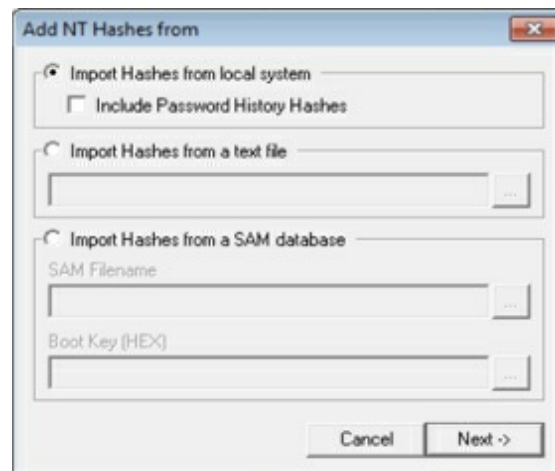 Add NT Hashes from
Import Hashes from local system
Include Password History Hashes
Import Hashes from a text file
...
Import Hashes from a SAM database
SAM Filename
...
Boot Key (HEX)
...
Cancel
Next ->